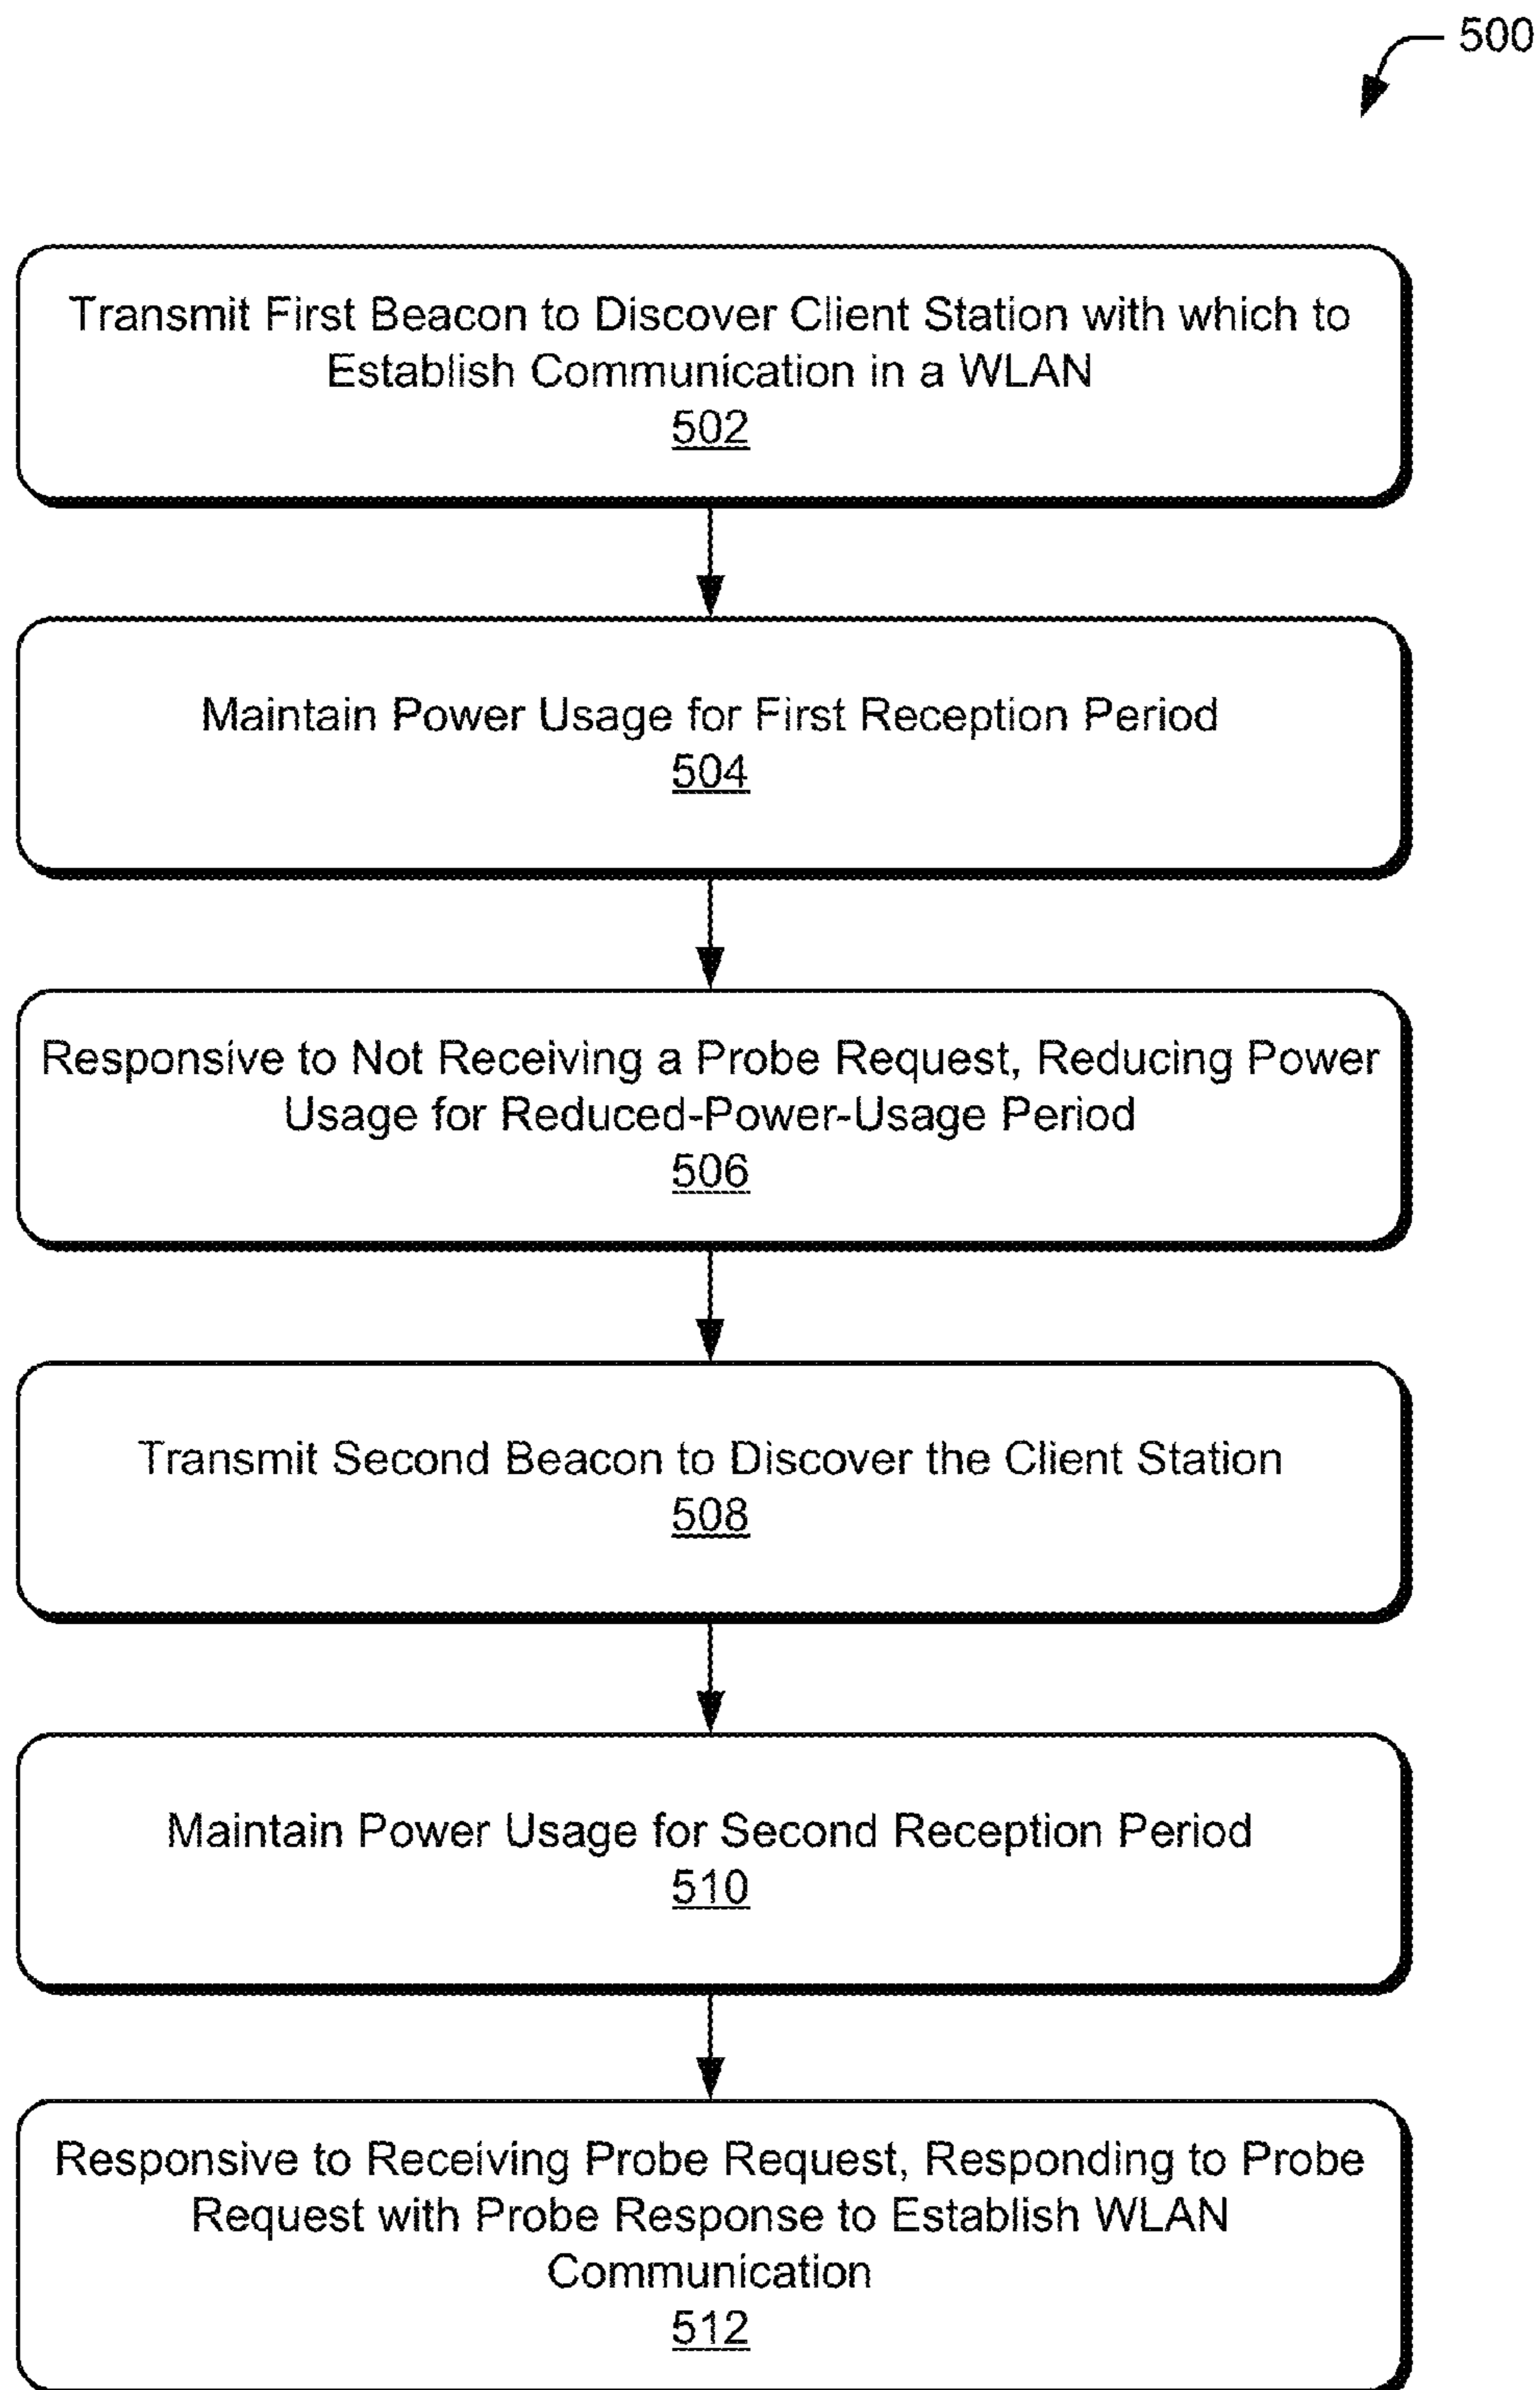 500
Transmit First Beacon to Discover Client Station with which to
Establish Communication in a WLAN
502
Maintain Power Usage for First Reception Period
504
Responsive to Not Receiving a Probe Request, Reducing Power
Usage for Reduced-Power-Usage Period
506
Transmit Second Beacon to Discover the Client Station
508
Maintain Power Usage for Second Reception Period
510
Responsive to Receiving Probe Request, Responding to Probe
Request with Probe Response to Establish WLAN
Communication
512